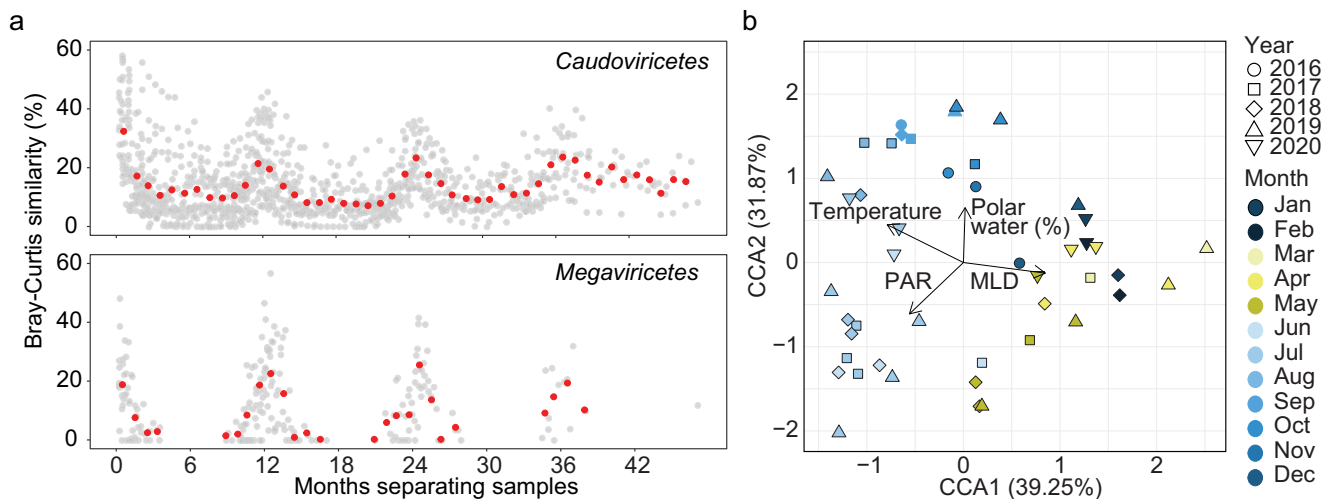 a
Caudoviricetes
60
40
20
0
Megaviricetes
60
40
20
0
Bray-Curtis similarity (%)
0 6 12 18 24 30 36 42
Months separating samples
b
2
1
0
−1
−2
CCA2 (31.87%)
Temperature
Polar
water (%)
PAR
MLD
−1 0 1 2
CCA1 (39.25%)
Year
2016
2017
2018
2019
2020
Month
Jan
Feb
Mar
Apr
May
Jun
Jul
Aug
Sep
Oct
Nov
Dec